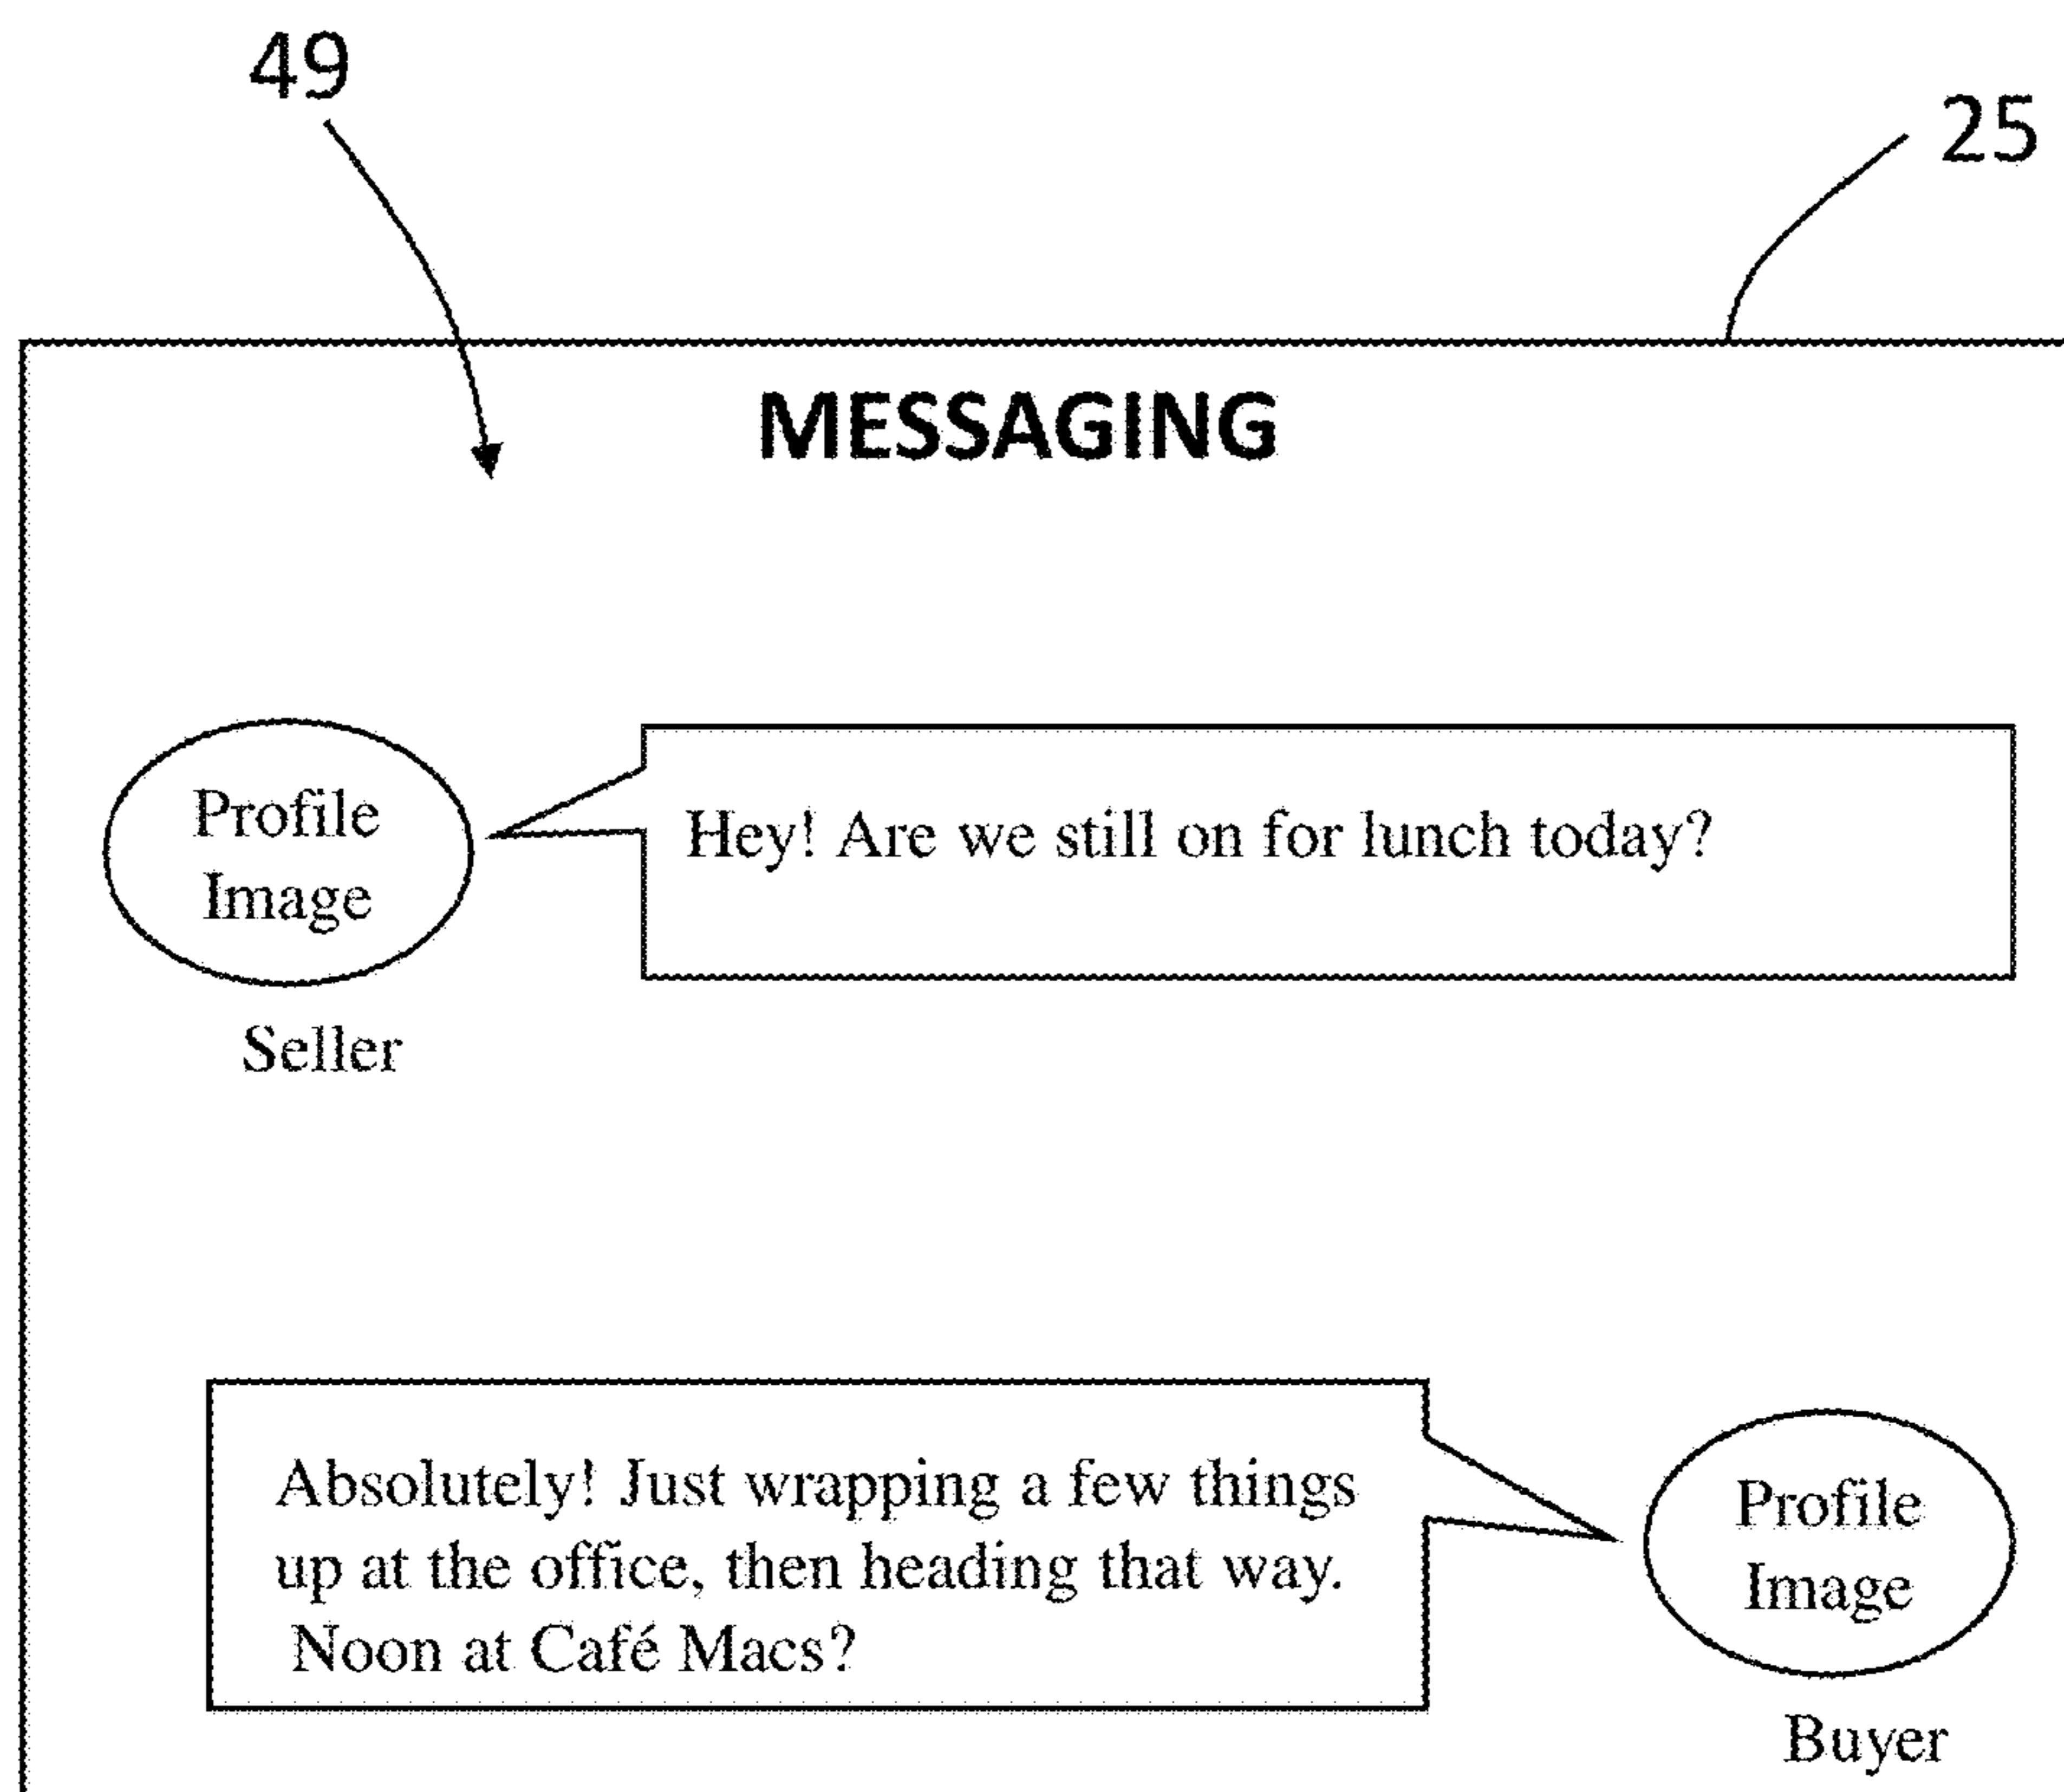 49
25
MESSAGING
Profile
Image
Hey! Are we still on for lunch today?
Seller
Absolutely! Just wrapping a few things
up at the office, then heading that way.
Noon at Café Macs?
Profile
Image
Buyer